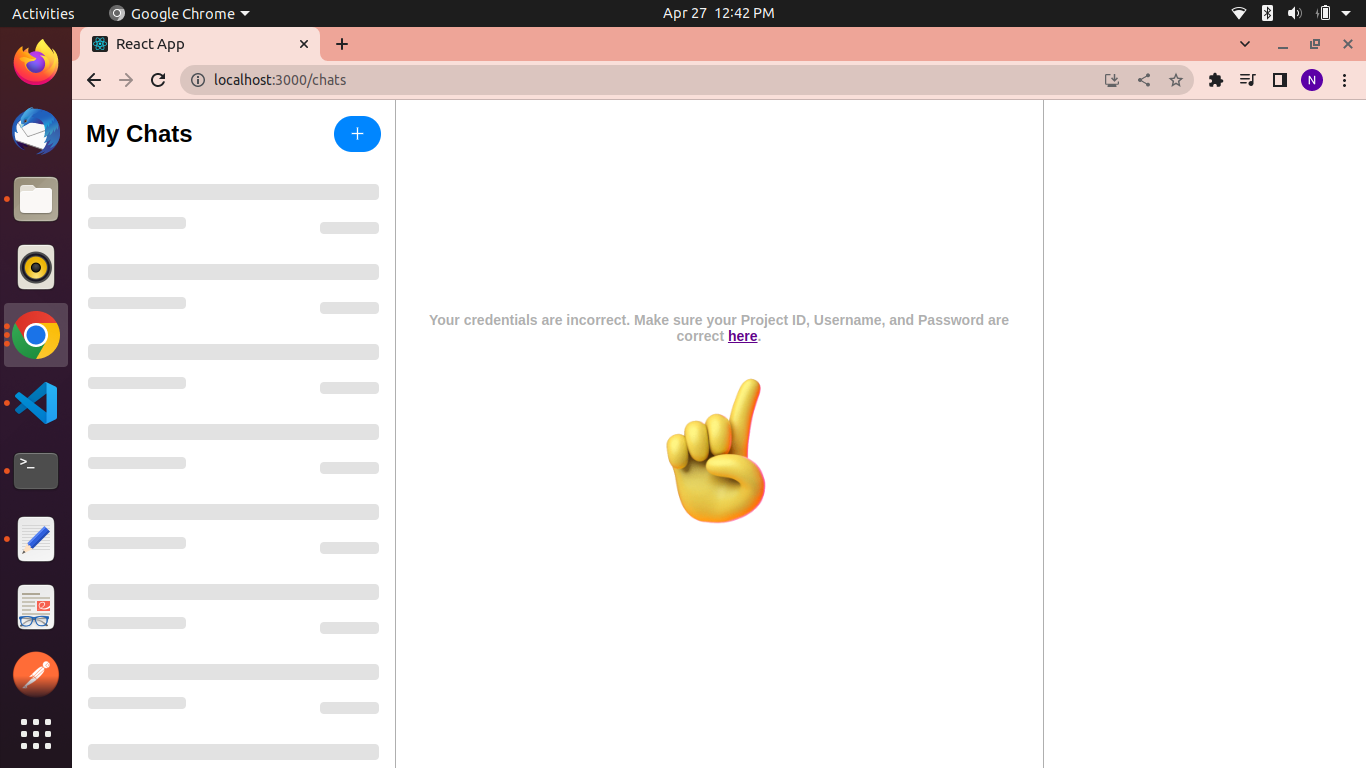 Activities
Google Chrome
Apr 27 12:42 PM
React App
localhost:3000/chats
N
My Chats
+
Your credentials are incorrect. Make sure your Project ID, Username, and Password are
correct here.
>_